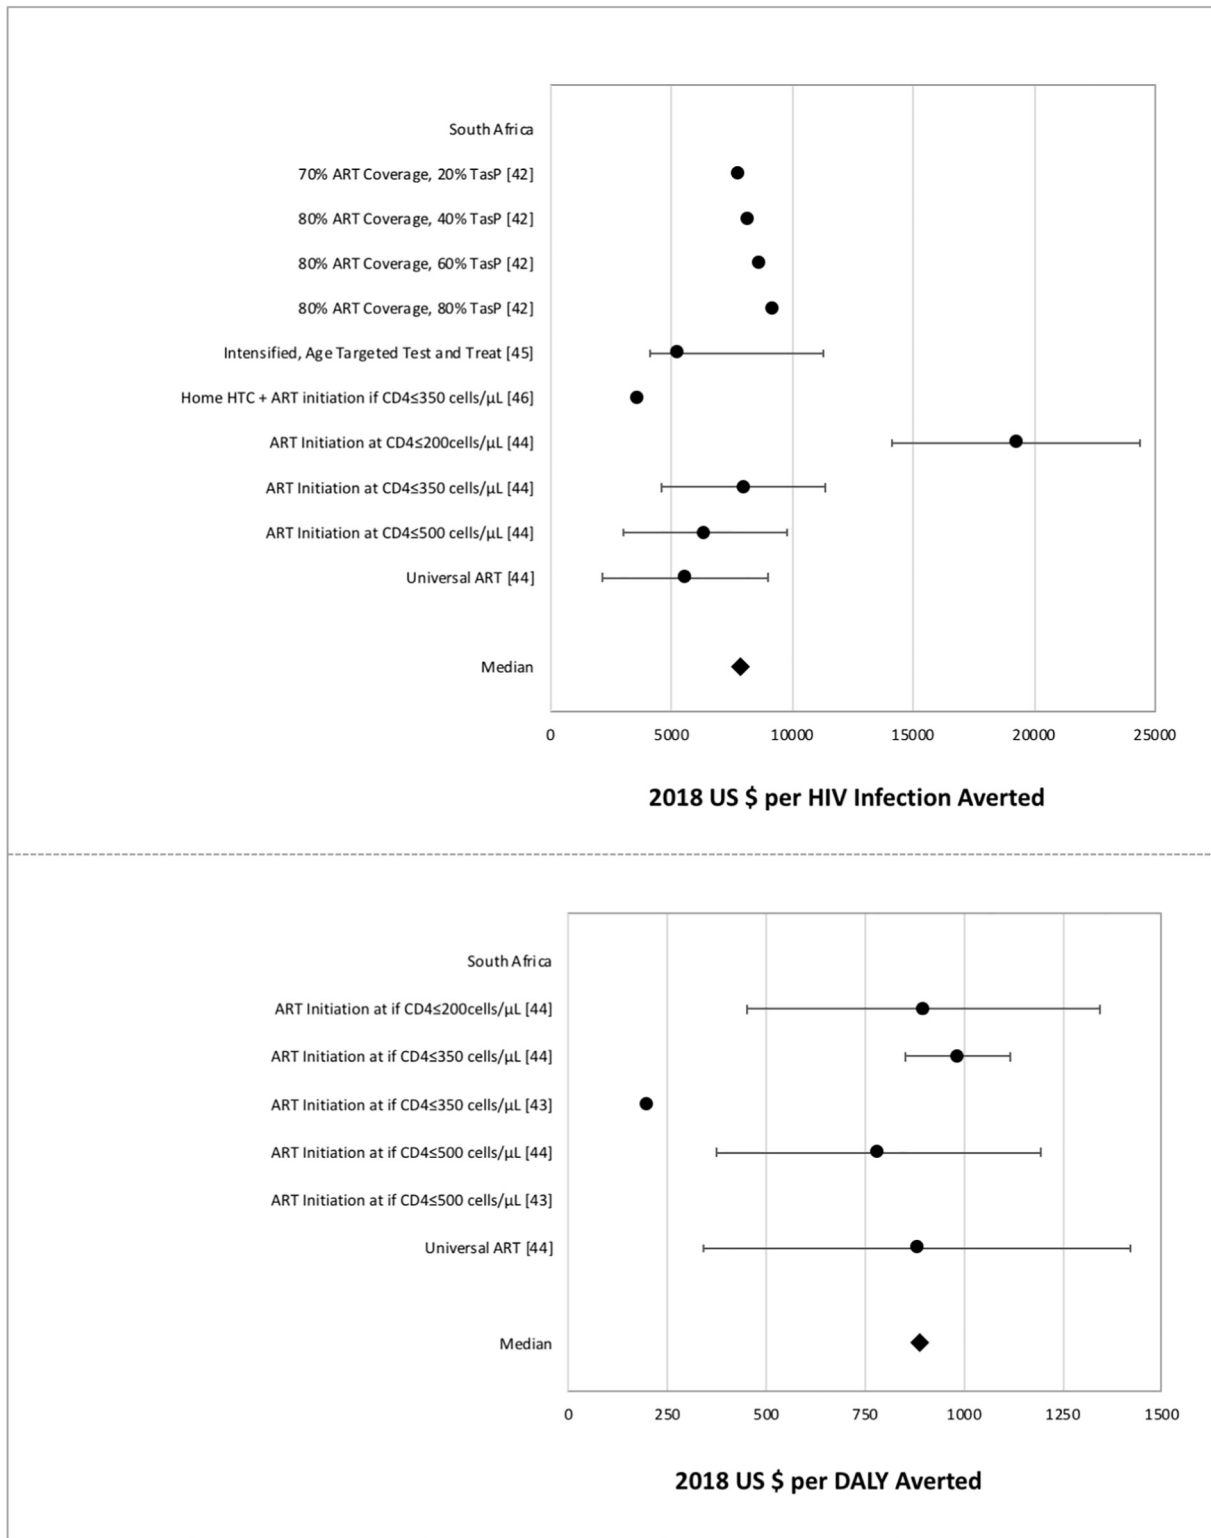 South Africa
70% ART Coverage, 20% TasP [42]
80% ART Coverage, 40% TasP [42]
80% ART Coverage, 60% TasP [42]
80% ART Coverage, 80% TasP [42]
Intensified, Age Targeted Test and Treat [45]
Home HTC + ART initiation if CD4≤350 cells/μL [46]
ART Initiation at CD4≤200cells/μL [44]
ART Initiation at CD4≤350 cells/μL [44]
ART Initiation at CD4≤500 cells/μL [44]
Universal ART [44]
Median
0 5000 10000 15000 20000 25000
2018 US $ per HIV Infection Averted
South Africa
ART Initiation at if CD4≤200cells/μL [44]
ART Initiation at if CD4≤350 cells/μL [44]
ART Initiation at if CD4≤350 cells/μL [43]
ART Initiation at if CD4≤500 cells/μL [44]
ART Initiation at if CD4≤500 cells/μL [43]
Universal ART [44]
Median
0 250 500 750 1000 1250 1500
2018 US $ per DALY Averted